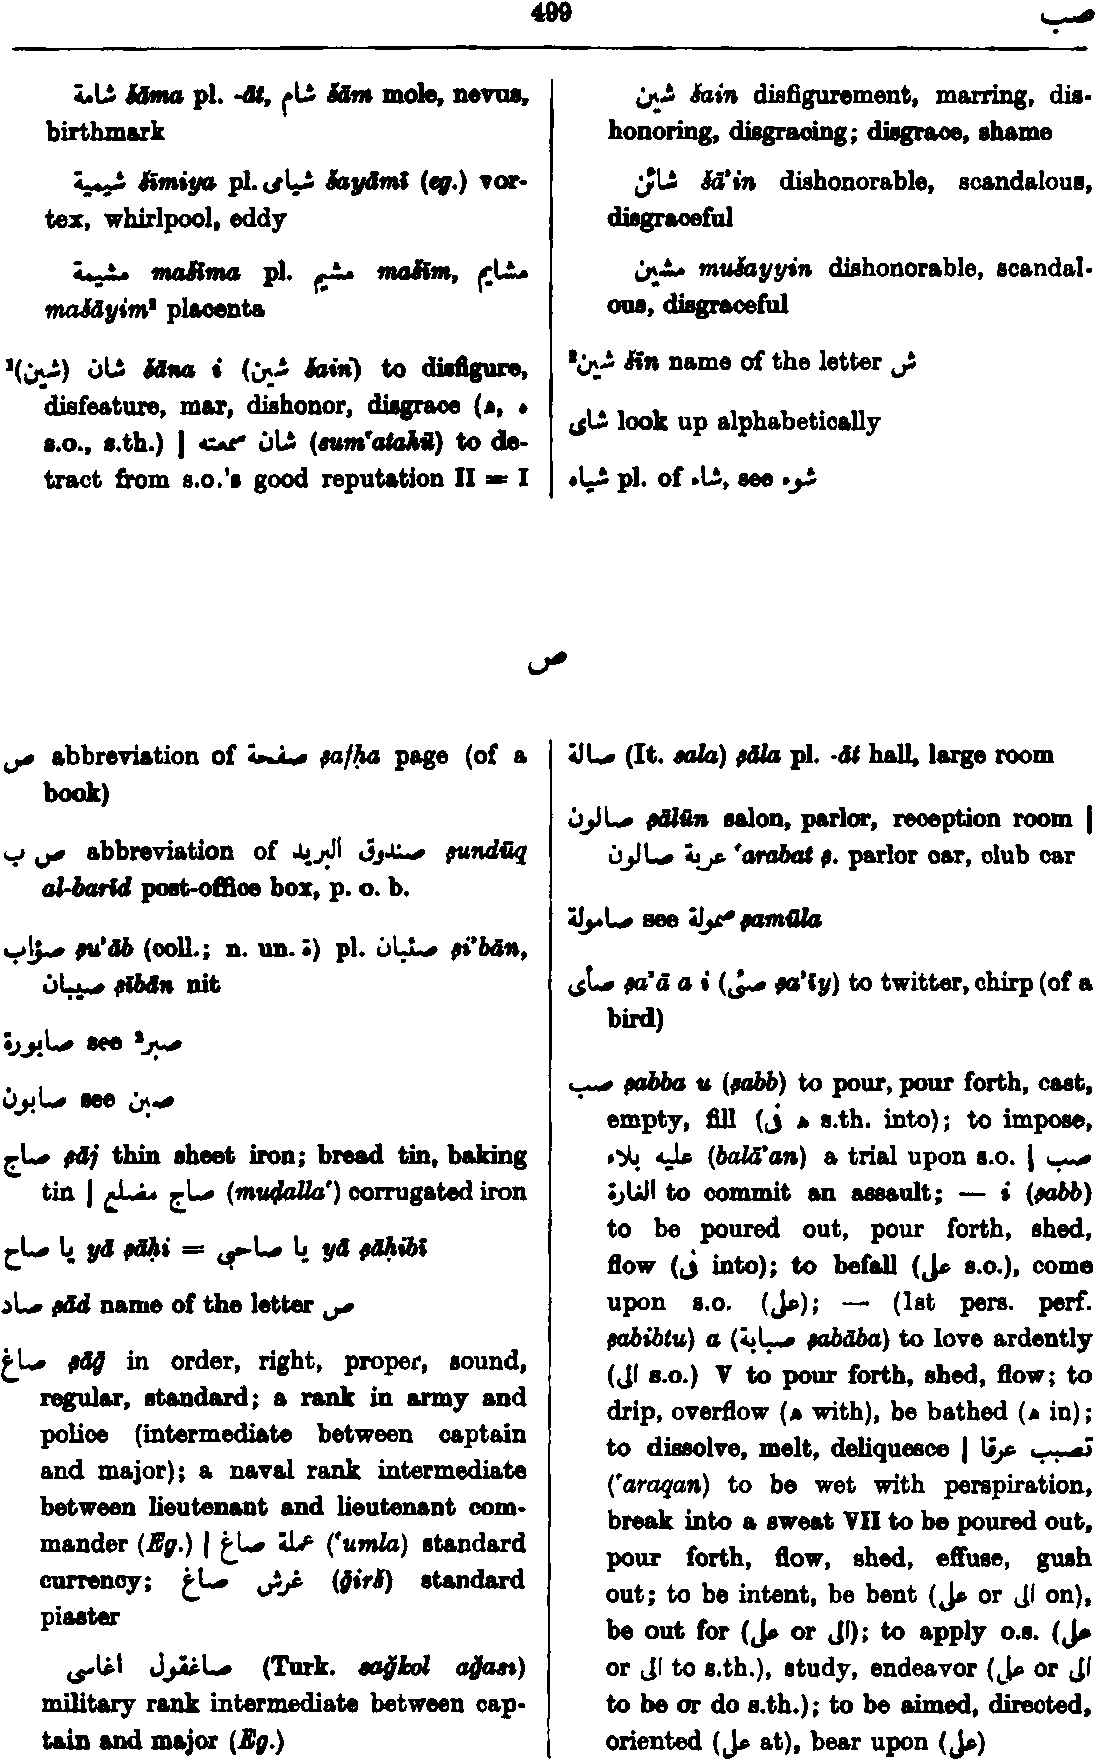 499
صب
شامة šāma pl. -āt, شام šām mole, nevus,
birthmark
شيمية šīmiya pl. شيامى šayāmī (eg.) vor-
tex, whirlpool, eddy
مشيمة mašīma pl. مشيم mašīm, مشايم
mašāyim² placenta
¹(شين) شان šāna i (شين šain) to disfigure,
disfeature, mar, dishonor, disgrace (ه, ه
s.o., s.th.) | شان سمعته (sum‘atahū) to de-
tract from s.o.'s good reputation II = I
شين šain disfigurement, marring, dis-
honoring, disgracing; disgrace, shame
شائن šā’in dishonorable, scandalous,
disgraceful
مشين mušayyin dishonorable, scandal-
ous, disgraceful
²شين šīn name of the letter ش
شاى look up alphabetically
شياه pl. of شاء, see شوه
ص
ص abbreviation of صفحة ṣafḥa page (of a
book)
ص ب abbreviation of صندوق البريد ṣundūq
al-barīd post-office box, p. o. b.
صؤاب ṣu’āb (coll.; n. un. ة) pl. صئبان ṣi’bān,
صيبان ṣībān nit
صابورة see صبر²
صابون see صبن
صاج ṣāj thin sheet iron; bread tin, baking
tin | صاج مضلع (muḍalla‘) corrugated iron
يا صاح yā ṣāḥi = يا صاحبى yā ṣāḥibī
صاد ṣād name of the letter ص
صاغ ṣāḡ in order, right, proper, sound,
regular, standard; a rank in army and
police (intermediate between captain
and major); a naval rank intermediate
between lieutenant and lieutenant com-
mander (Eg.) | عملة صاغ (‘umla) standard
currency; غرش صاغ (ḡirš) standard
piaster
صاغقول اغاسى (Turk. sağkol ağası)
military rank intermediate between cap-
tain and major (Eg.)
صالة (It. sala) ṣāla pl. -āt hall, large room
صالون ṣālūn salon, parlor, reception room |
عربة صالون ‘arabat ṣ. parlor car, club car
صامولة see صمولة ṣamūla
صأى ṣa’ā a i (صئى ṣa’īy) to twitter, chirp (of a
bird)
صب ṣabba u (ṣabb) to pour, pour forth, cast,
empty, fill (ه فى s.th. into); to impose,
عليه بلاء (balā’an) a trial upon s.o. | صب
الغارة to commit an assault; — i (ṣabb)
to be poured out, pour forth, shed,
flow (فى into); to befall (على s.o.), come
upon s.o. (على); — (1st pers. perf.
ṣabibtu) a (صبابة ṣabāba) to love ardently
(الى s.o.) V to pour forth, shed, flow; to
drip, overflow (ه with), be bathed (ه in);
to dissolve, melt, deliquesce | تصبب عرقا
(‘araqan) to be wet with perspiration,
break into a sweat VII to be poured out,
pour forth, flow, shed, effuse, gush
out; to be intent, be bent (على or الى on),
be out for (على or الى); to apply o.s. (على
or الى to s.th.), study, endeavor (على or الى
to be or do s.th.); to be aimed, directed,
oriented (على at), bear upon (على)